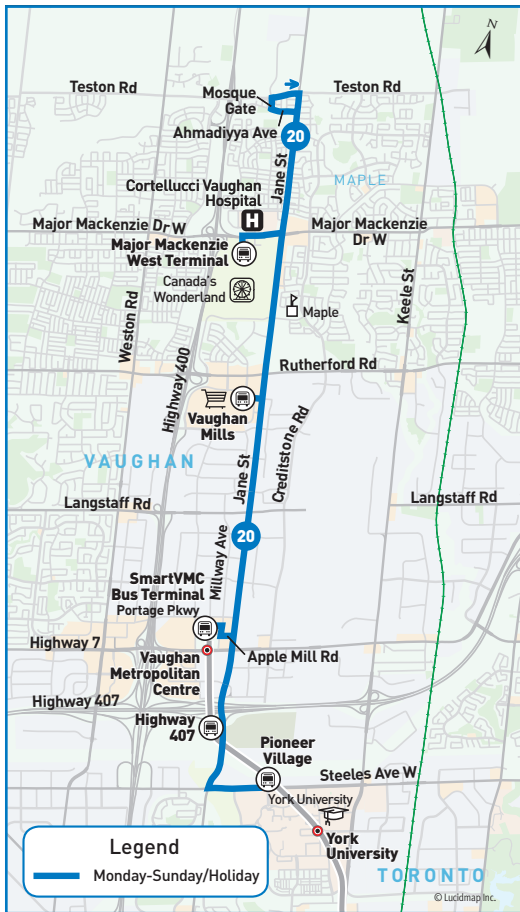 N
Teston Rd
Teston Rd
Mosque
Gate
Ahmadiyya Ave
20
Jane St
MAPLE
Cortellucci Vaughan
Hospital
H
Major Mackenzie Dr W
Major Mackenzie
Dr W
Major Mackenzie
West Terminal
Canada's
Wonderland
Maple
Weston Rd
Highway 400
Keele St
Rutherford Rd
Vaughan
Mills
Creditstone Rd
VAUGHAN
Jane St
Langstaff Rd
Langstaff Rd
20
Millway Ave
SmartVMC
Bus Terminal
Portage Pkwy
Highway 7
Apple Mill Rd
Vaughan
Metropolitan
Centre
Highway 407
Highway
407
Pioneer
Village
Steeles Ave W
York University
York
University
Legend
Monday-Sunday/Holiday
TORONTO
© Lucidmap Inc.